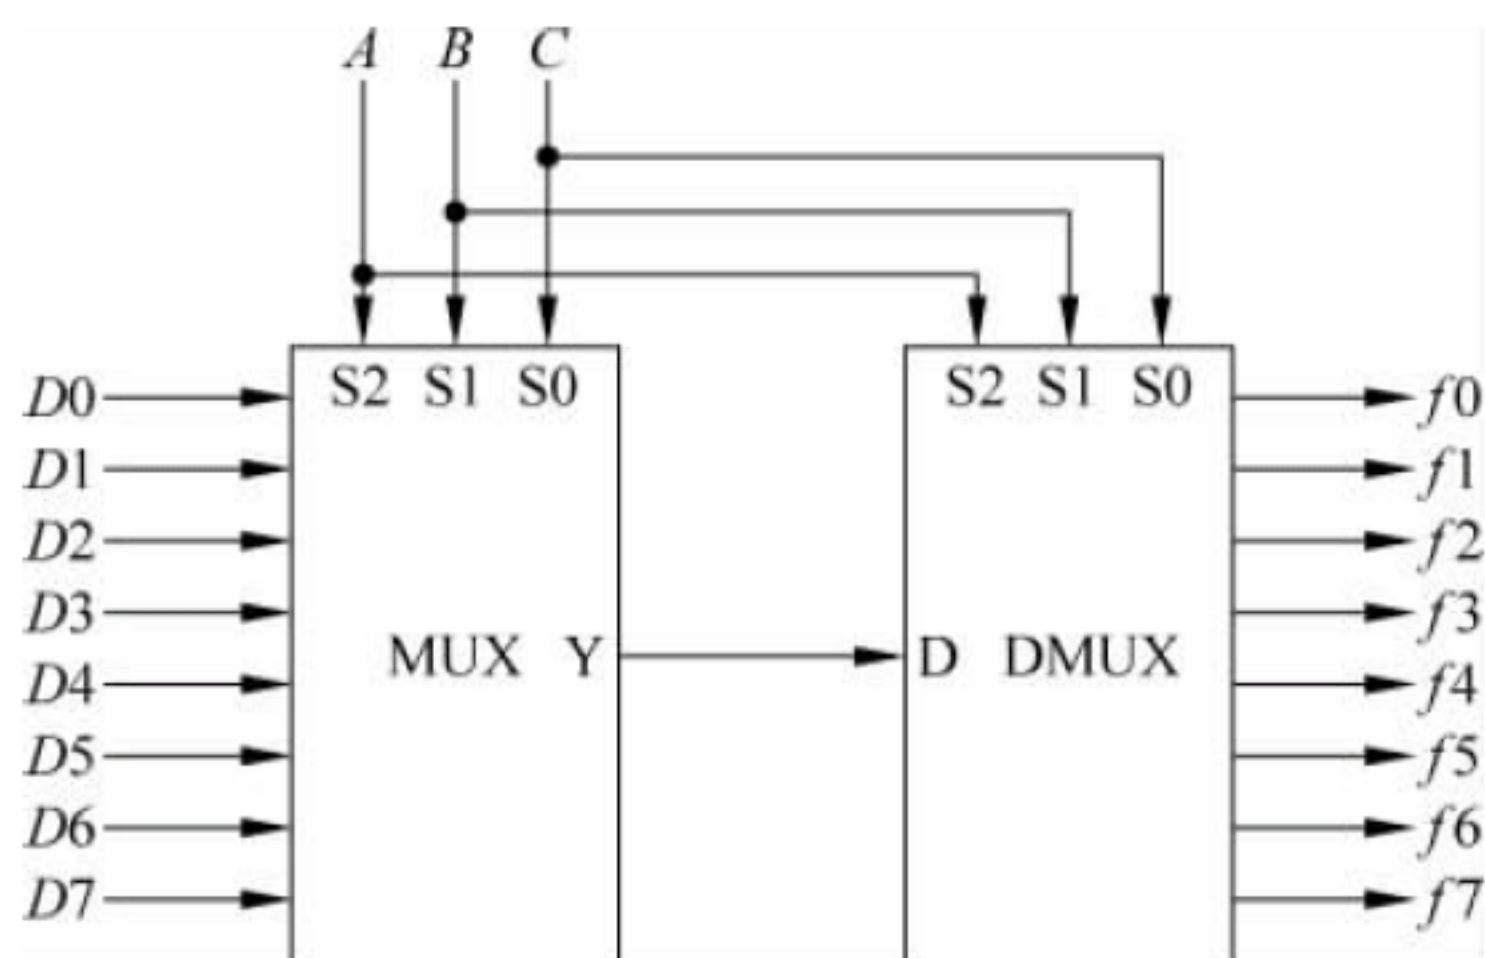 A B C
S2 S1 S0 S2 S1 S0
D0 f0
D1 f1
D2 f2
D3 f3
MUX Y D DMUX
D4 f4
D5 f5
D6 f6
D7 f7